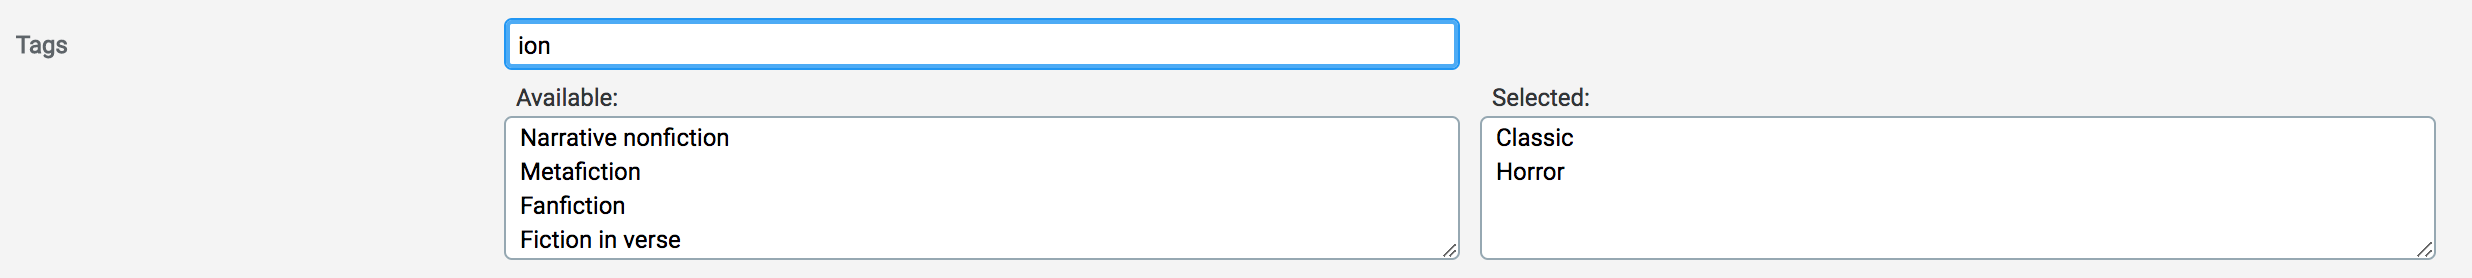 Tags
ion
Available:
Narrative nonfiction
Metafiction
Fanfiction
Fiction in verse
Selected:
Classic
Horror